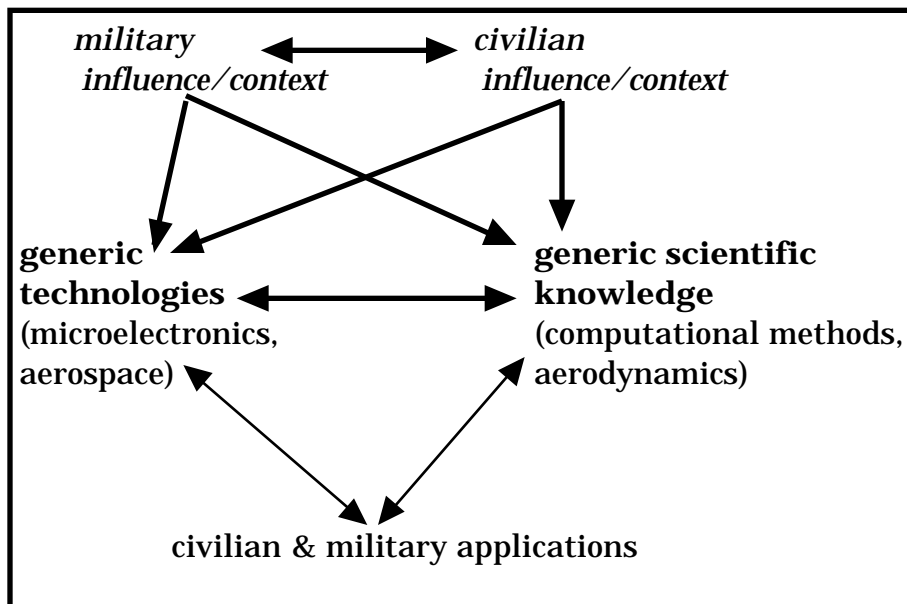 military
influence/context
civilian
influence/context
generic
technologies
(microelectronics,
aerospace)
generic scientific
knowledge
(computational methods,
aerodynamics)
civilian & military applications